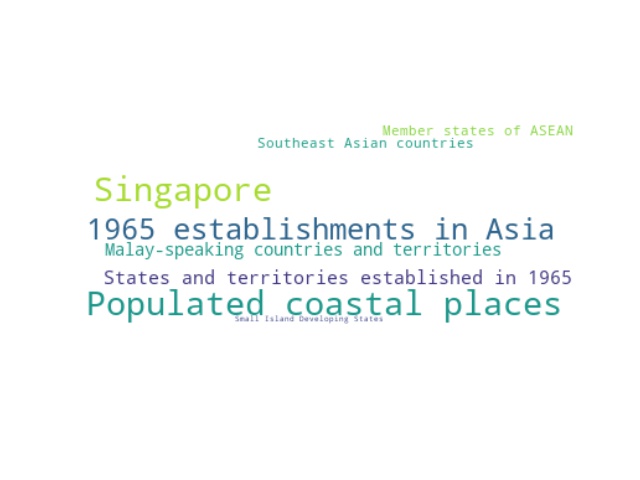 Member states of ASEAN
Southeast Asian countries
Singapore
1965 establishments in Asia
Malay-speaking countries and territories
States and territories established in 1965
Populated coastal places
Small Island Developing States